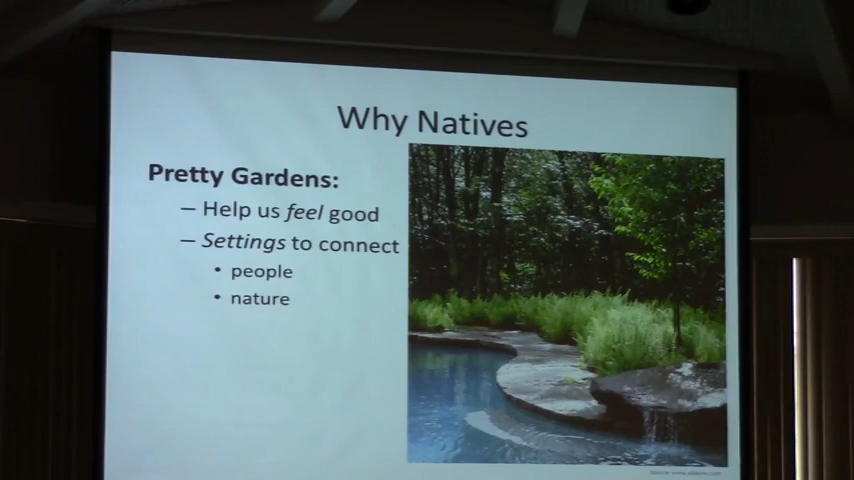 Why Natives
Pretty Gardens:
– Help us feel good
– Settings to connect
• people
• nature